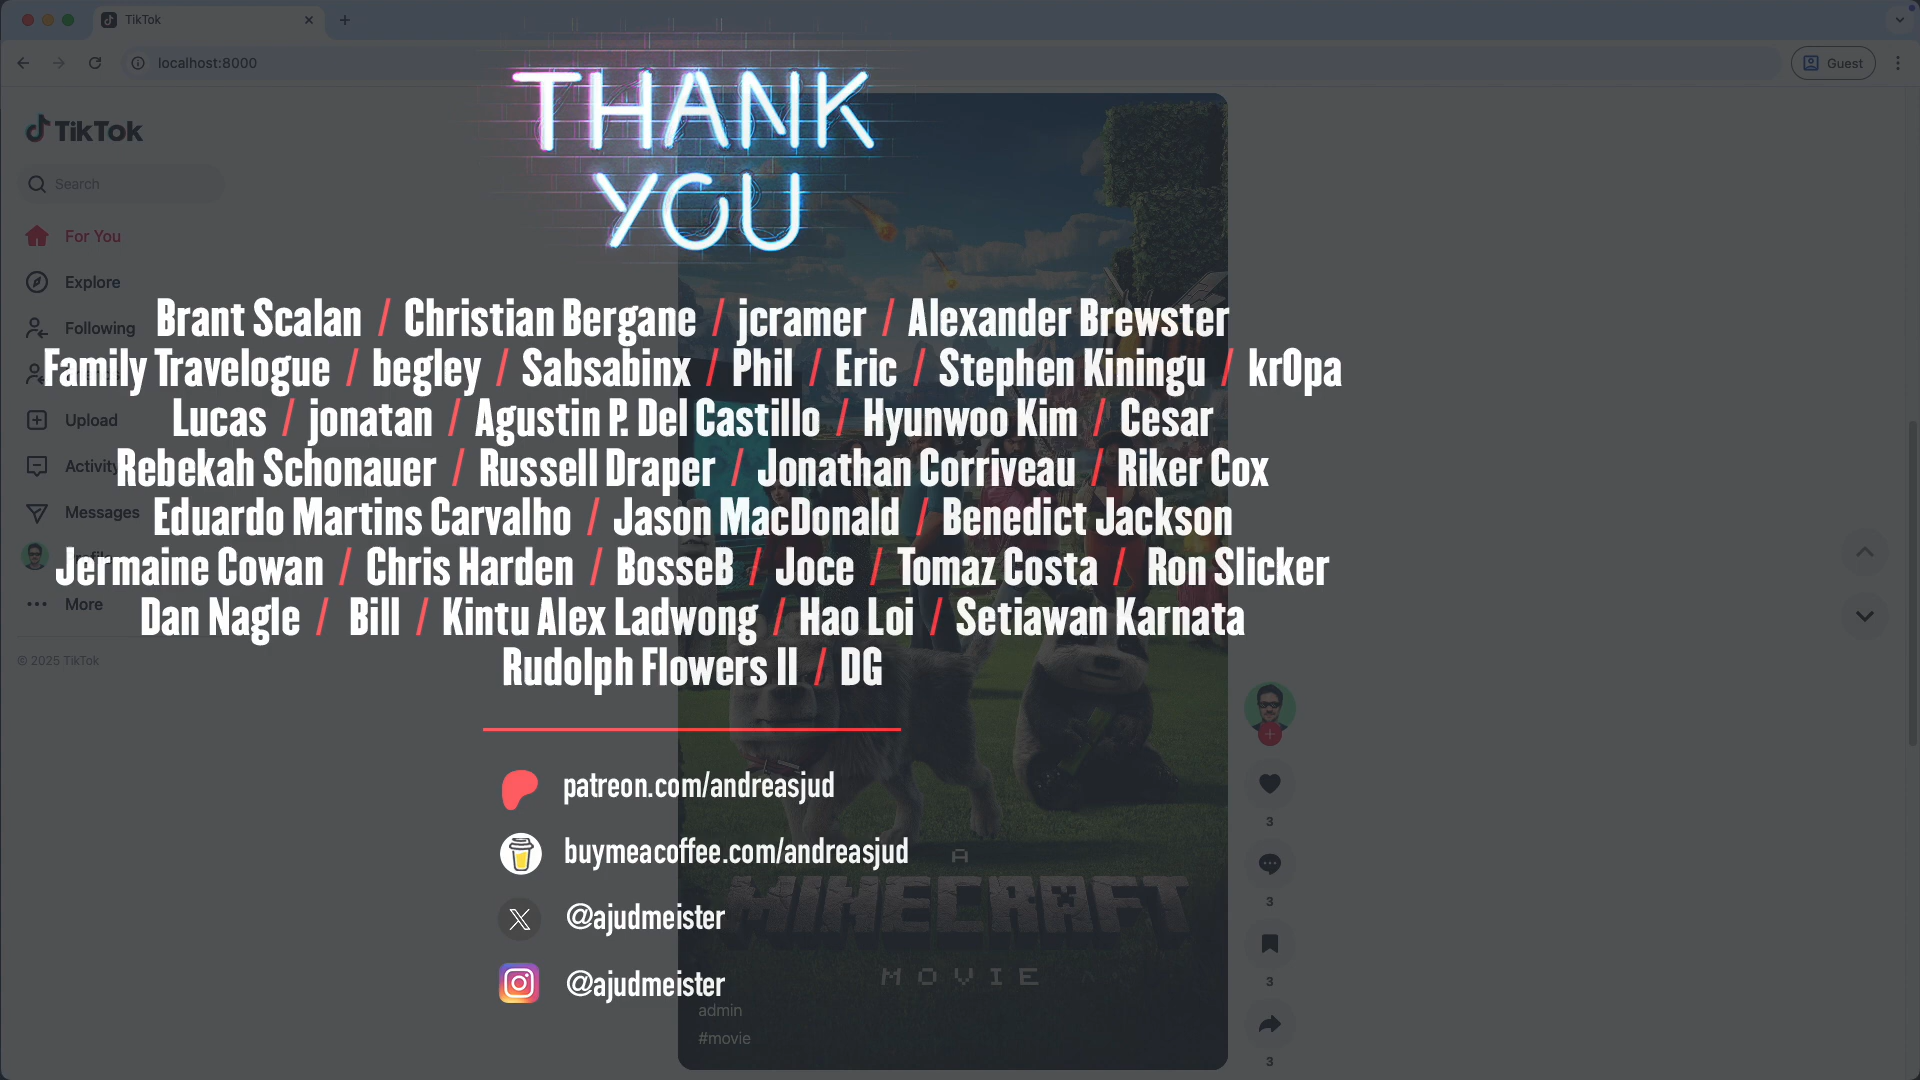 TikTok
localhost:8000
Guest
TikTok
Search
For You
Explore
Following
Upload
Activity
Messages
More
© 2025 TikTok
THANK
YOU
Brant Scalan / Christian Bergane / jcramer / Alexander Brewster
Family Travelogue / begley / Sabsabinx / Phil / Eric / Stephen Kiningu / kr0pa
Lucas / jonatan / Agustin P. Del Castillo / Hyunwoo Kim / Cesar
Rebekah Schonauer / Russell Draper / Jonathan Corriveau / Riker Cox
Eduardo Martins Carvalho / Jason MacDonald / Benedict Jackson
Jermaine Cowan / Chris Harden / BosseB / Joce / Tomaz Costa / Ron Slicker
Dan Nagle / Bill / Kintu Alex Ladwong / Hao Loi / Setiawan Karnata
Rudolph Flowers II / DG
patreon.com/andreasjud
buymeacoffee.com/andreasjud
@ajudmeister
@ajudmeister
A
MINECRAFT
MOVIE
admin
#movie
3
3
3
3